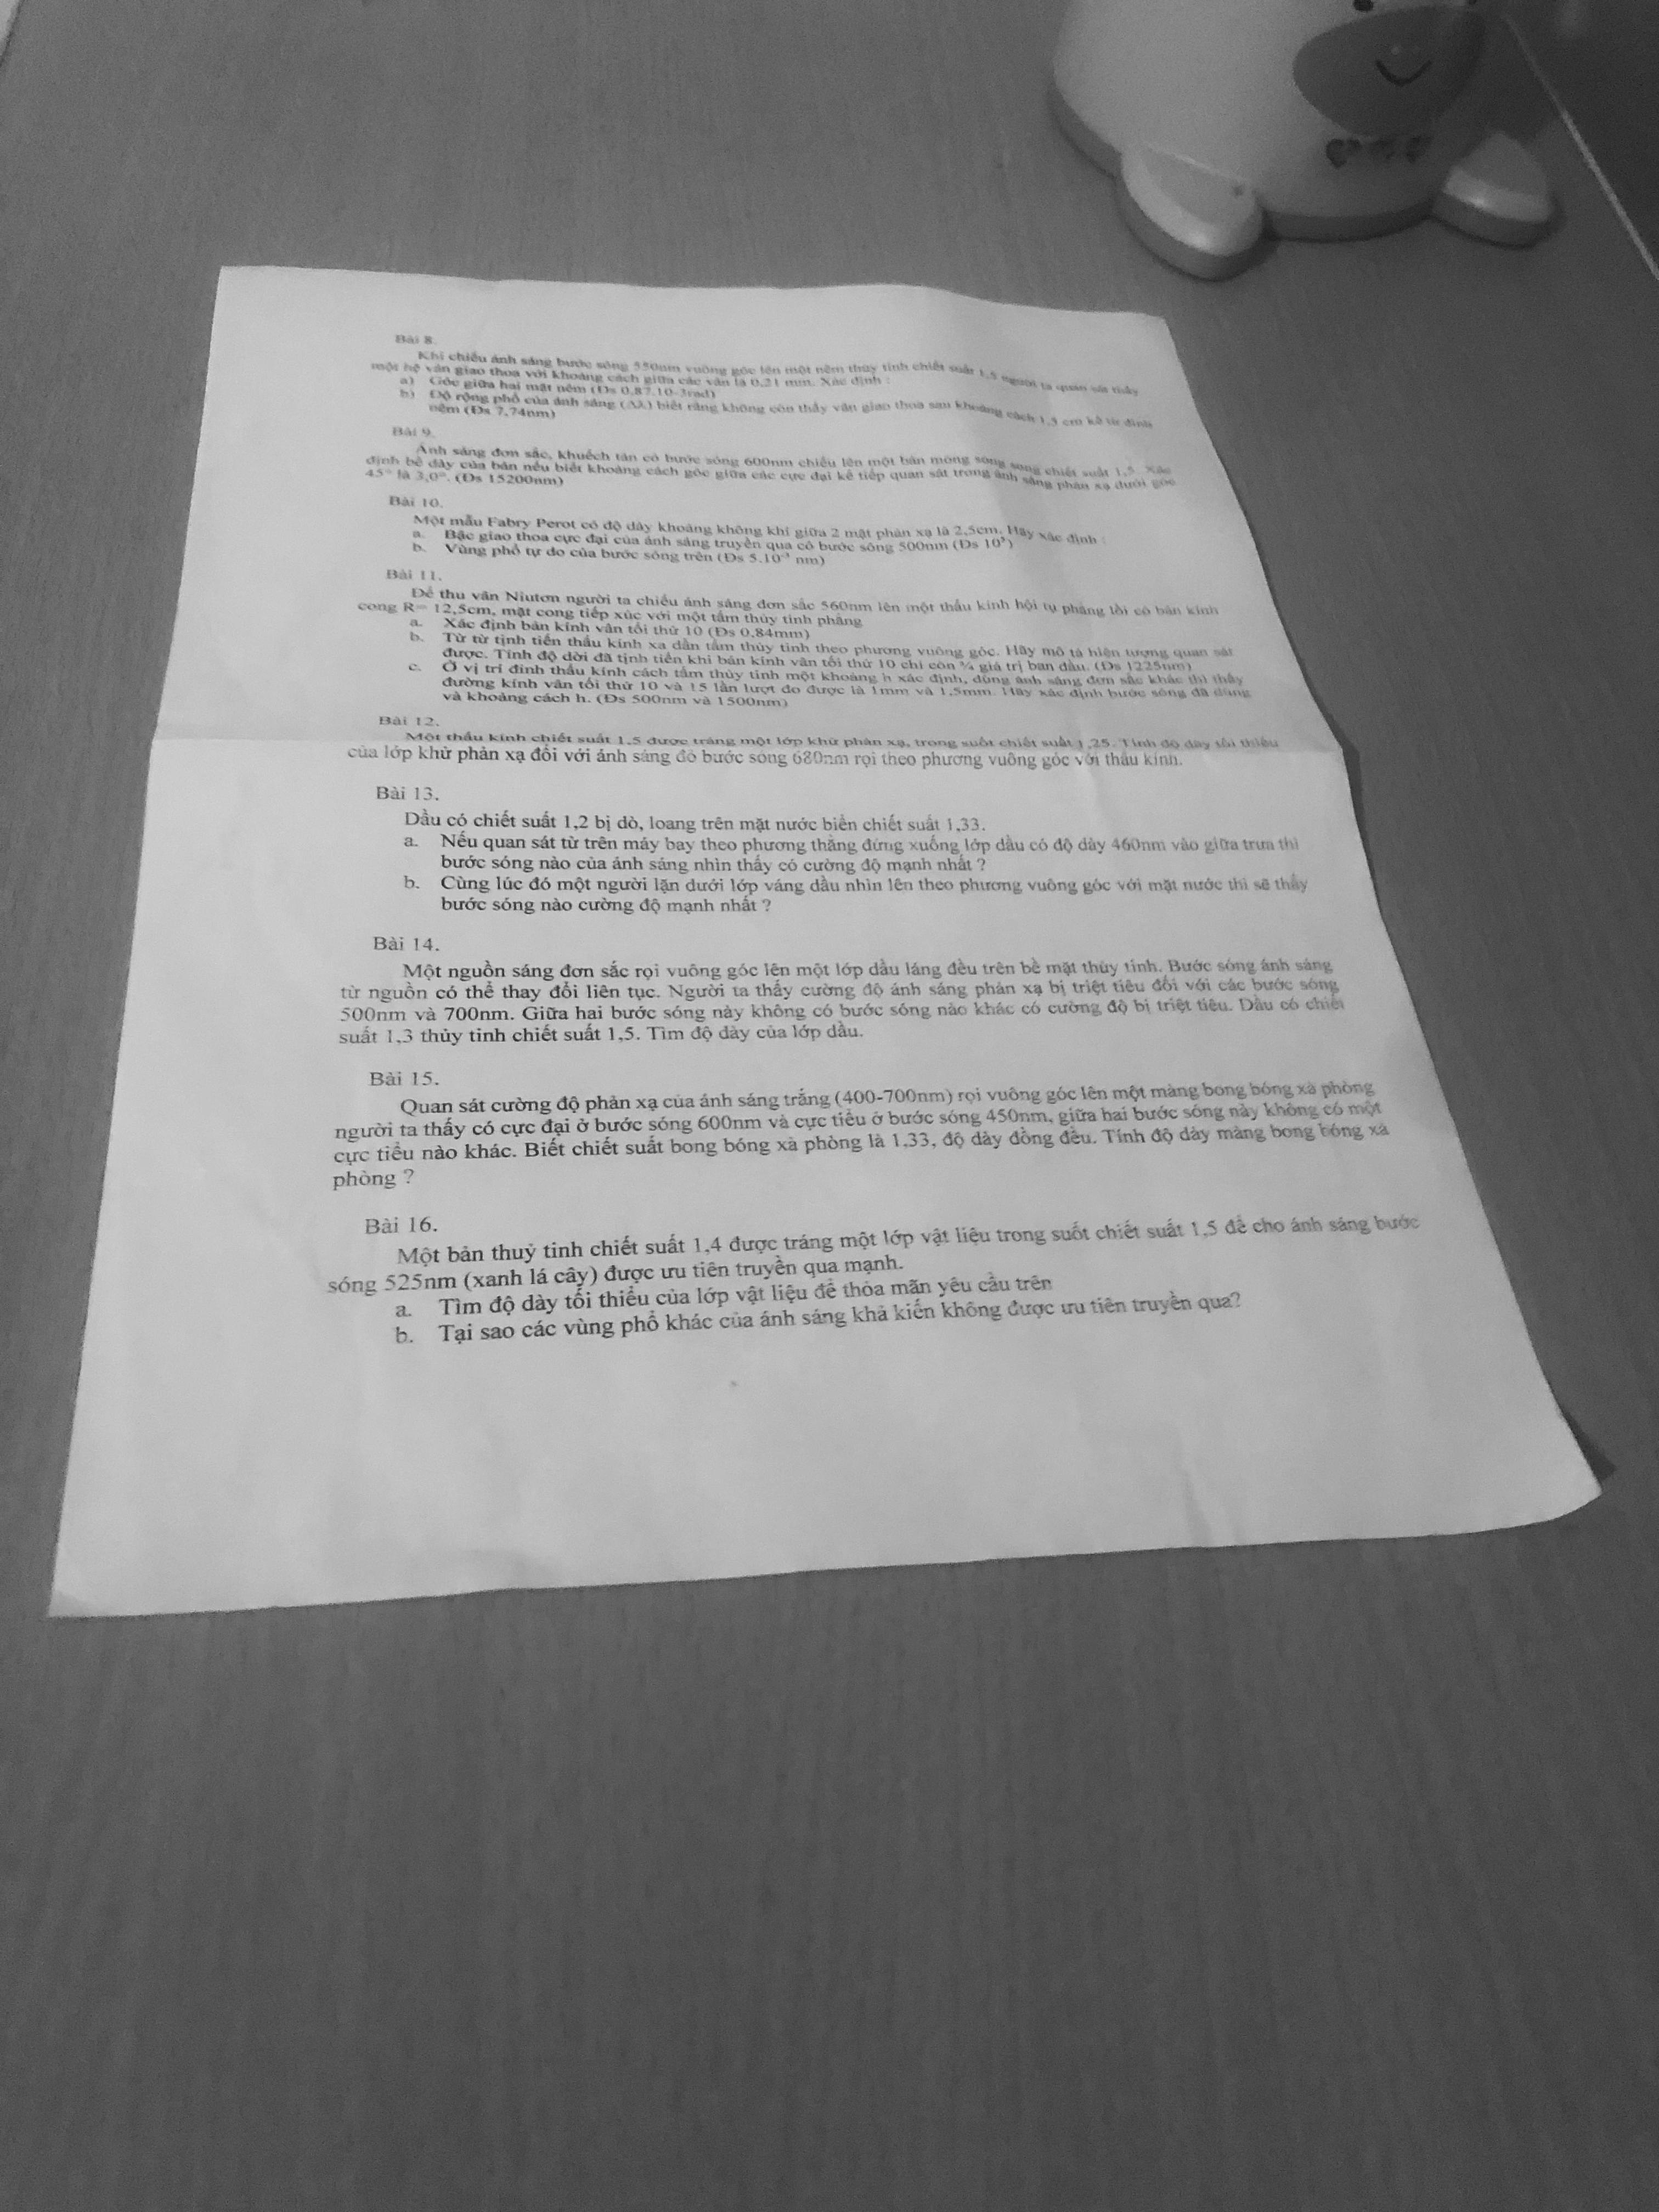 Bài 8.
Khi chiếu ánh sáng bước sóng 550nm vuông góc lên một nêm thủy tinh chiết suất 1,5 người ta quan sát thấy
một hệ vân giao thoa với khoảng cách giữa các vân là 0,21 mm. Xác định :
a) Góc giữa hai mặt nêm (Đs 0,87.10-3rad)
b) Độ rộng phổ của ánh sáng (Δλ) biết rằng không còn thấy vân giao thoa sau khoảng cách 1,5 cm kể từ đỉnh
nêm (Đs 7,74nm)
Bài 9.
Ánh sáng đơn sắc, khuếch tán có bước sóng 600nm chiếu lên một bản mỏng song song chiết suất 1,5. Xác
định bề dày của bản nếu biết khoảng cách góc giữa các cực đại kế tiếp quan sát trong ánh sáng phản xạ dưới góc
45° là 3,0°. (Đs 15200nm)
Bài 10.
Một mẫu Fabry Perot có độ dày khoảng không khí giữa 2 mặt phản xạ là 2,5cm. Hãy xác định :
a. Bậc giao thoa cực đại của ánh sáng truyền qua có bước sóng 500nm (Đs 10⁵)
b. Vùng phổ tự do của bước sóng trên (Đs 5.10⁻³ nm)
Bài 11.
Để thu vân Niutơn người ta chiếu ánh sáng đơn sắc 560nm lên một thấu kính hội tụ phẳng lồi có bán kính
cong R= 12,5cm, mặt cong tiếp xúc với một tấm thủy tinh phẳng
a. Xác định bán kính vân tối thứ 10 (Đs 0,84mm)
b. Từ từ tịnh tiến thấu kính xa dần tấm thủy tinh theo phương vuông góc. Hãy mô tả hiện tượng quan sát
được. Tính độ dời đã tịnh tiến khi bán kính vân tối thứ 10 chỉ còn ¾ giá trị ban đầu. (Đs 1225nm)
c. Ở vị trí đỉnh thấu kính cách tấm thủy tinh một khoảng h xác định, dùng ánh sáng đơn sắc khác thì thấy
đường kính vân tối thứ 10 và 15 lần lượt đo được là 1mm và 1,5mm. Hãy xác định bước sóng đã dùng
và khoảng cách h. (Đs 500nm và 1500nm)
Bài 12.
Một thấu kính chiết suất 1,5 được tráng một lớp khử phản xạ, trong suốt chiết suất 1,25. Tính độ dày tối thiểu
của lớp khử phản xạ đối với ánh sáng đỏ bước sóng 680nm rọi theo phương vuông góc với thấu kính.
Bài 13.
Dầu có chiết suất 1,2 bị dò, loang trên mặt nước biển chiết suất 1,33.
a. Nếu quan sát từ trên máy bay theo phương thẳng đứng xuống lớp dầu có độ dày 460nm vào giữa trưa thì
bước sóng nào của ánh sáng nhìn thấy có cường độ mạnh nhất ?
b. Cùng lúc đó một người lặn dưới lớp váng dầu nhìn lên theo phương vuông góc với mặt nước thì sẽ thấy
bước sóng nào cường độ mạnh nhất ?
Bài 14.
Một nguồn sáng đơn sắc rọi vuông góc lên một lớp dầu láng đều trên bề mặt thủy tinh. Bước sóng ánh sáng
từ nguồn có thể thay đổi liên tục. Người ta thấy cường độ ánh sáng phản xạ bị triệt tiêu đối với các bước sóng
500nm và 700nm. Giữa hai bước sóng này không có bước sóng nào khác có cường độ bị triệt tiêu. Dầu có chiết
suất 1,3 thủy tinh chiết suất 1,5. Tìm độ dày của lớp dầu.
Bài 15.
Quan sát cường độ phản xạ của ánh sáng trắng (400-700nm) rọi vuông góc lên một màng bong bóng xà phòng
người ta thấy có cực đại ở bước sóng 600nm và cực tiểu ở bước sóng 450nm, giữa hai bước sóng này không có một
cực tiểu nào khác. Biết chiết suất bong bóng xà phòng là 1,33, độ dày đồng đều. Tính độ dày màng bong bóng xà
phòng ?
Bài 16.
Một bản thuỷ tinh chiết suất 1,4 được tráng một lớp vật liệu trong suốt chiết suất 1,5 để cho ánh sáng bước
sóng 525nm (xanh lá cây) được ưu tiên truyền qua mạnh.
a. Tìm độ dày tối thiểu của lớp vật liệu để thỏa mãn yêu cầu trên
b. Tại sao các vùng phổ khác của ánh sáng khả kiến không được ưu tiên truyền qua?